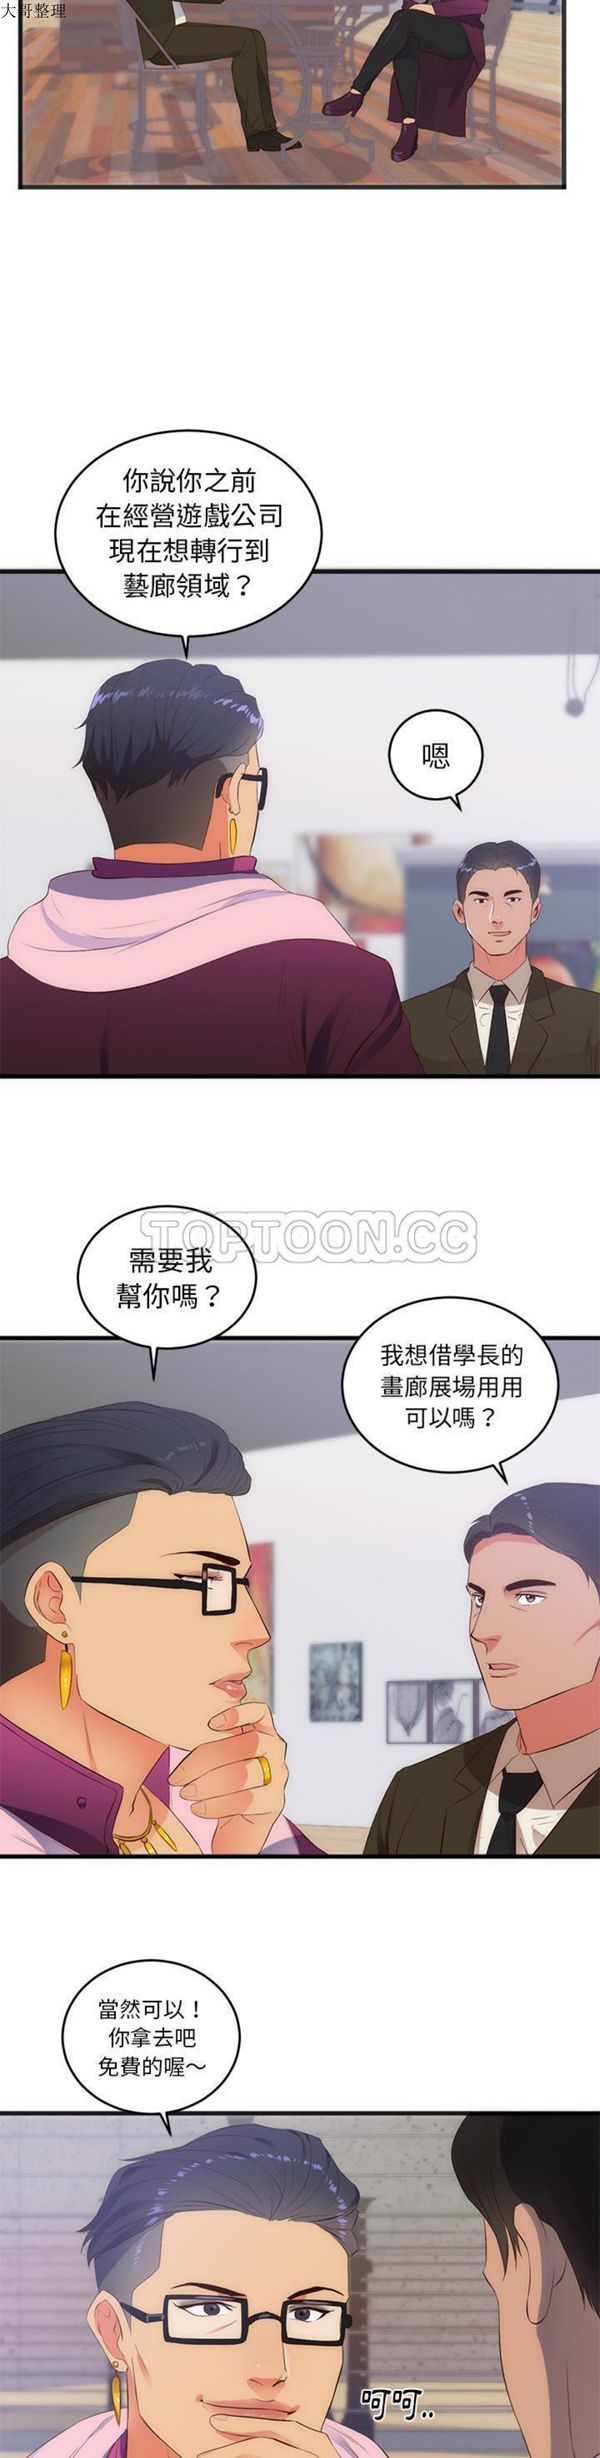 大哥整理
你說你之前
在經營遊戲公司
現在想轉行到
藝廊領域？
嗯
TOPTOON.CC
需要我
幫你嗎？
我想借學長的
畫廊展場用用
可以嗎？
當然可以！
你拿去吧
免費的喔～
呵呵..